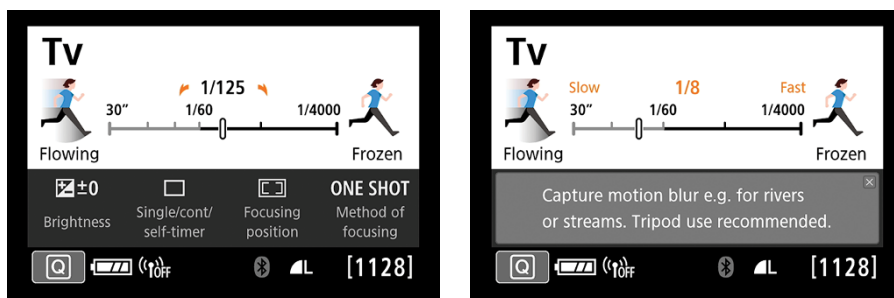 Tv
1/125
30" 1/60 1/4000
Flowing Frozen
±0 ONE SHOT
Brightness Single/cont/ Focusing Method of
self-timer position focusing
Q OFF L [1128]
Tv
Slow 1/8 Fast
30" 1/60 1/4000
Flowing Frozen
Capture motion blur e.g. for rivers
or streams. Tripod use recommended.
Q OFF L [1128]